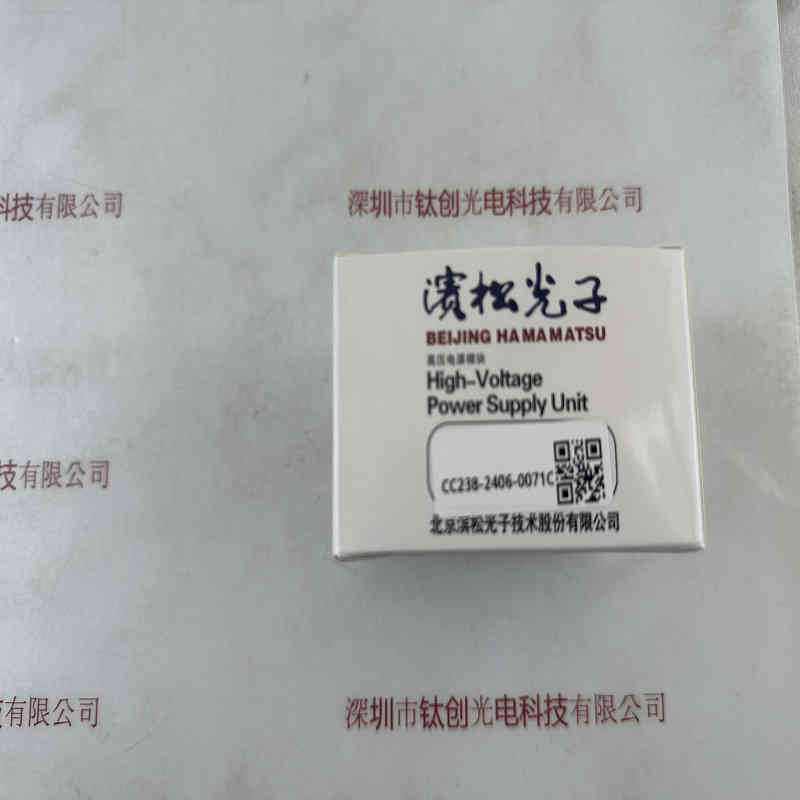 科技有限公司
深圳市钛创光电科技有限公司
濱松光子
BEIJING HAMAMATSU
高压电源模块
High-Voltage
Power Supply Unit
技有限公司
CC238-2406-0071C
北京滨松光子技术股份有限公司
有限公司
深圳市钛创光电科技有限公司